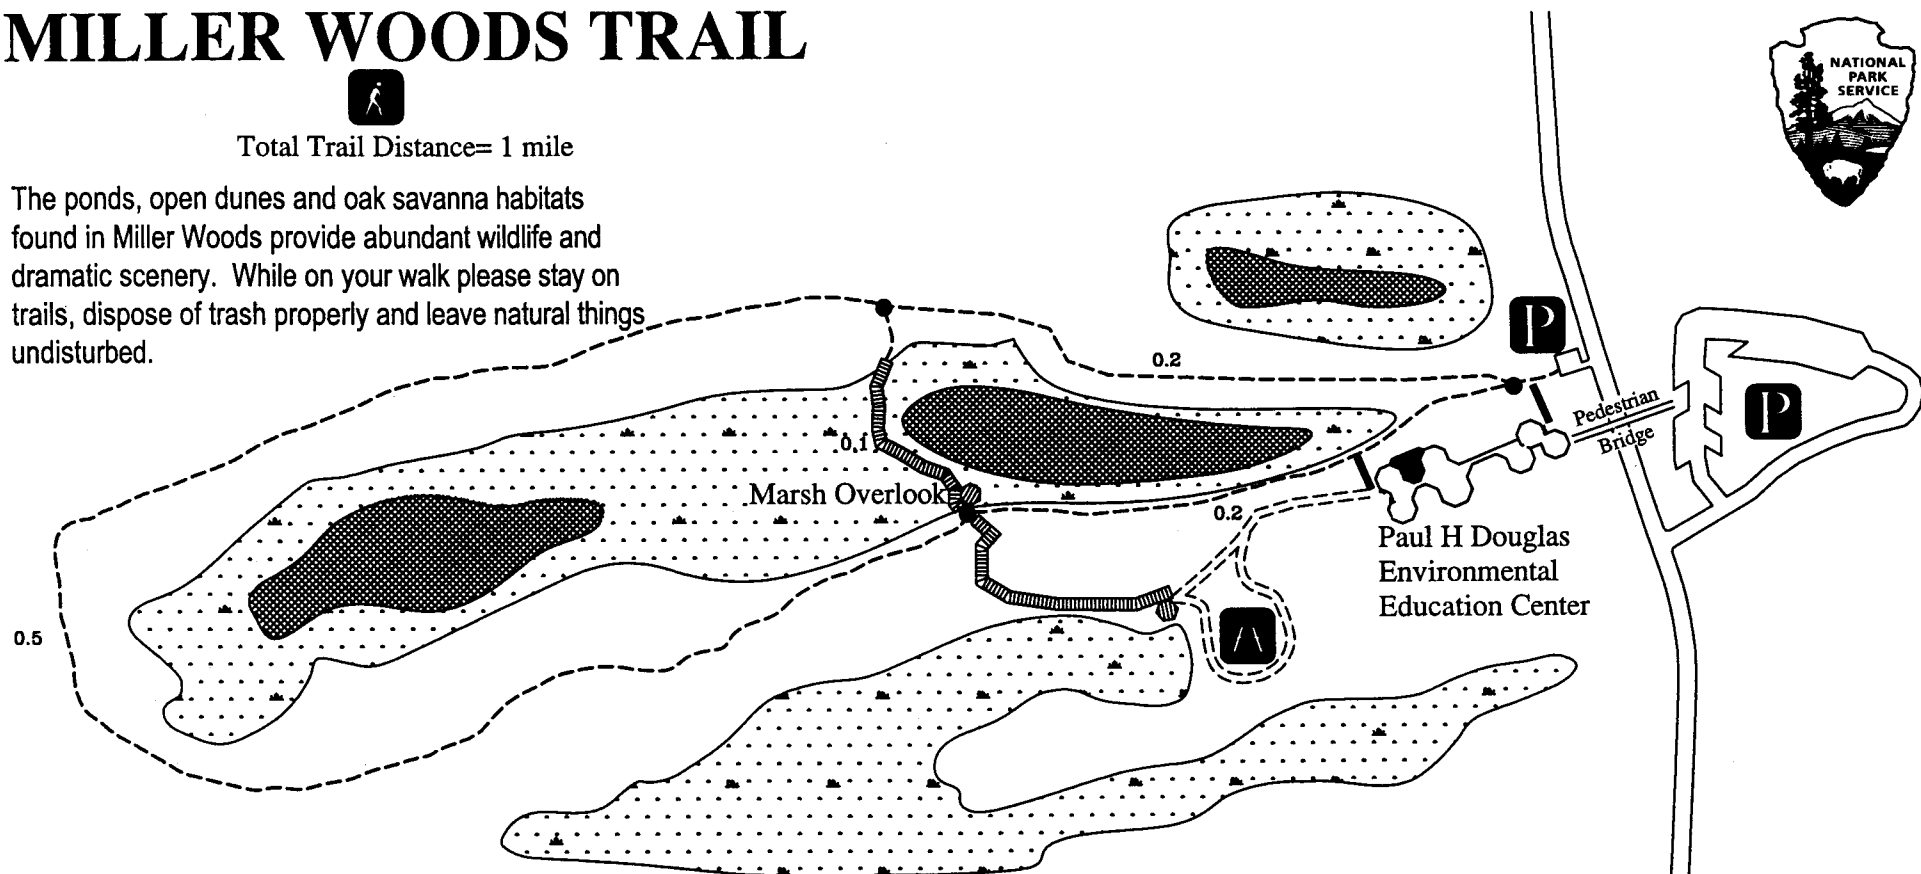 MILLER WOODS TRAIL
Total Trail Distance= 1 mile
The ponds, open dunes and oak savanna habitats
found in Miller Woods provide abundant wildlife and
dramatic scenery.  While on your walk please stay on
trails, dispose of trash properly and leave natural things
undisturbed.
NATIONAL
PARK
SERVICE
P
0.2
Pedestrian
Bridge
P
0.1
Marsh Overlook
0.2
Paul H Douglas
Environmental
Education Center
0.5